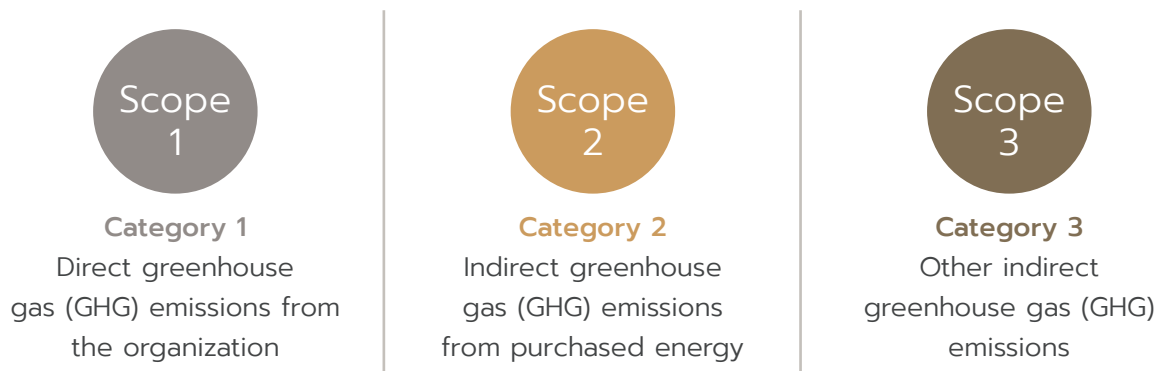 Scope
1
Category 1
Direct greenhouse
gas (GHG) emissions from
the organization
Scope
2
Category 2
Indirect greenhouse
gas (GHG) emissions
from purchased energy
Scope
3
Category 3
Other indirect
greenhouse gas (GHG)
emissions